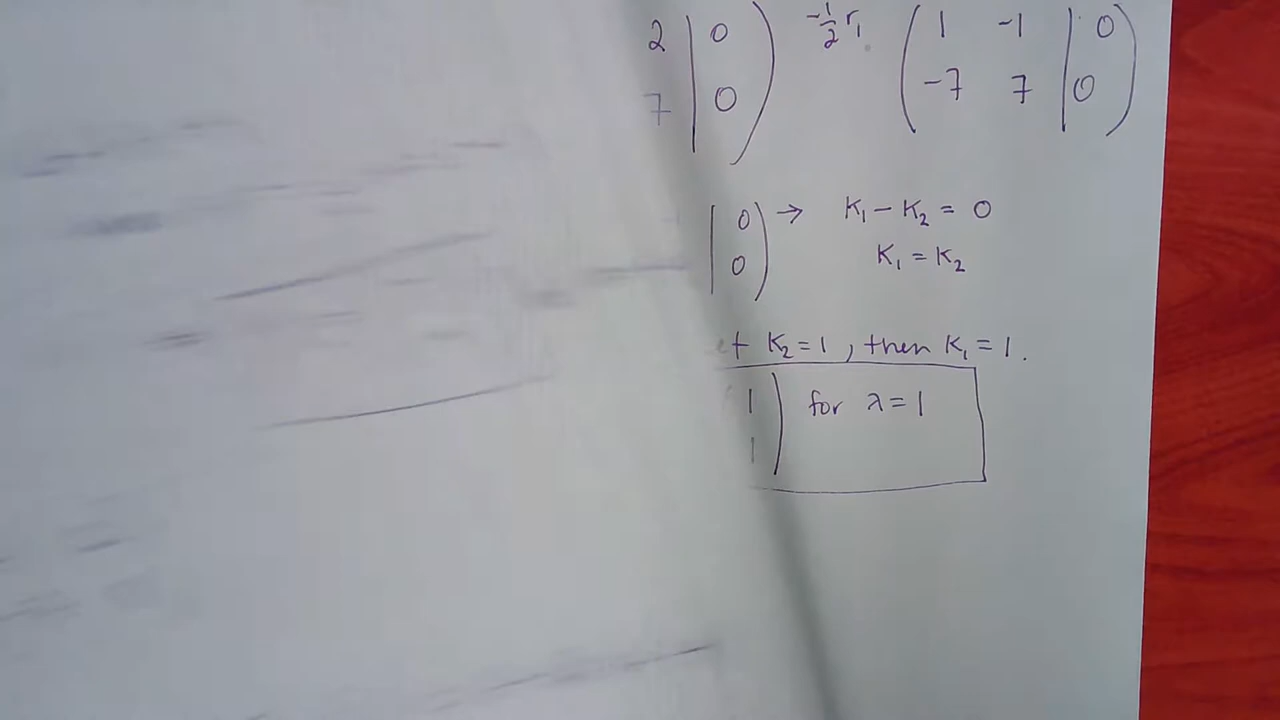 2 | 0 ) -1/2 r₁ ( 1 -1 | 0 )
7 | 0 ) ( -7 7 | 0 )
| 0 ) → K₁ - K₂ = 0
| 0 ) K₁ = K₂
K₂ = 1 , then K₁ = 1 .
1 ) for λ = 1
1 )